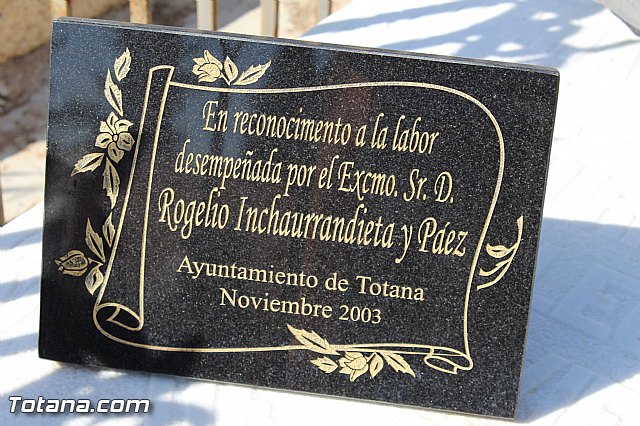 En reconocimento a la labor
desempeñada por el Excmo. Sr. D.
Rogelio Inchaurrandieta y Páez
Ayuntamiento de Totana
Noviembre 2003
Totana.com